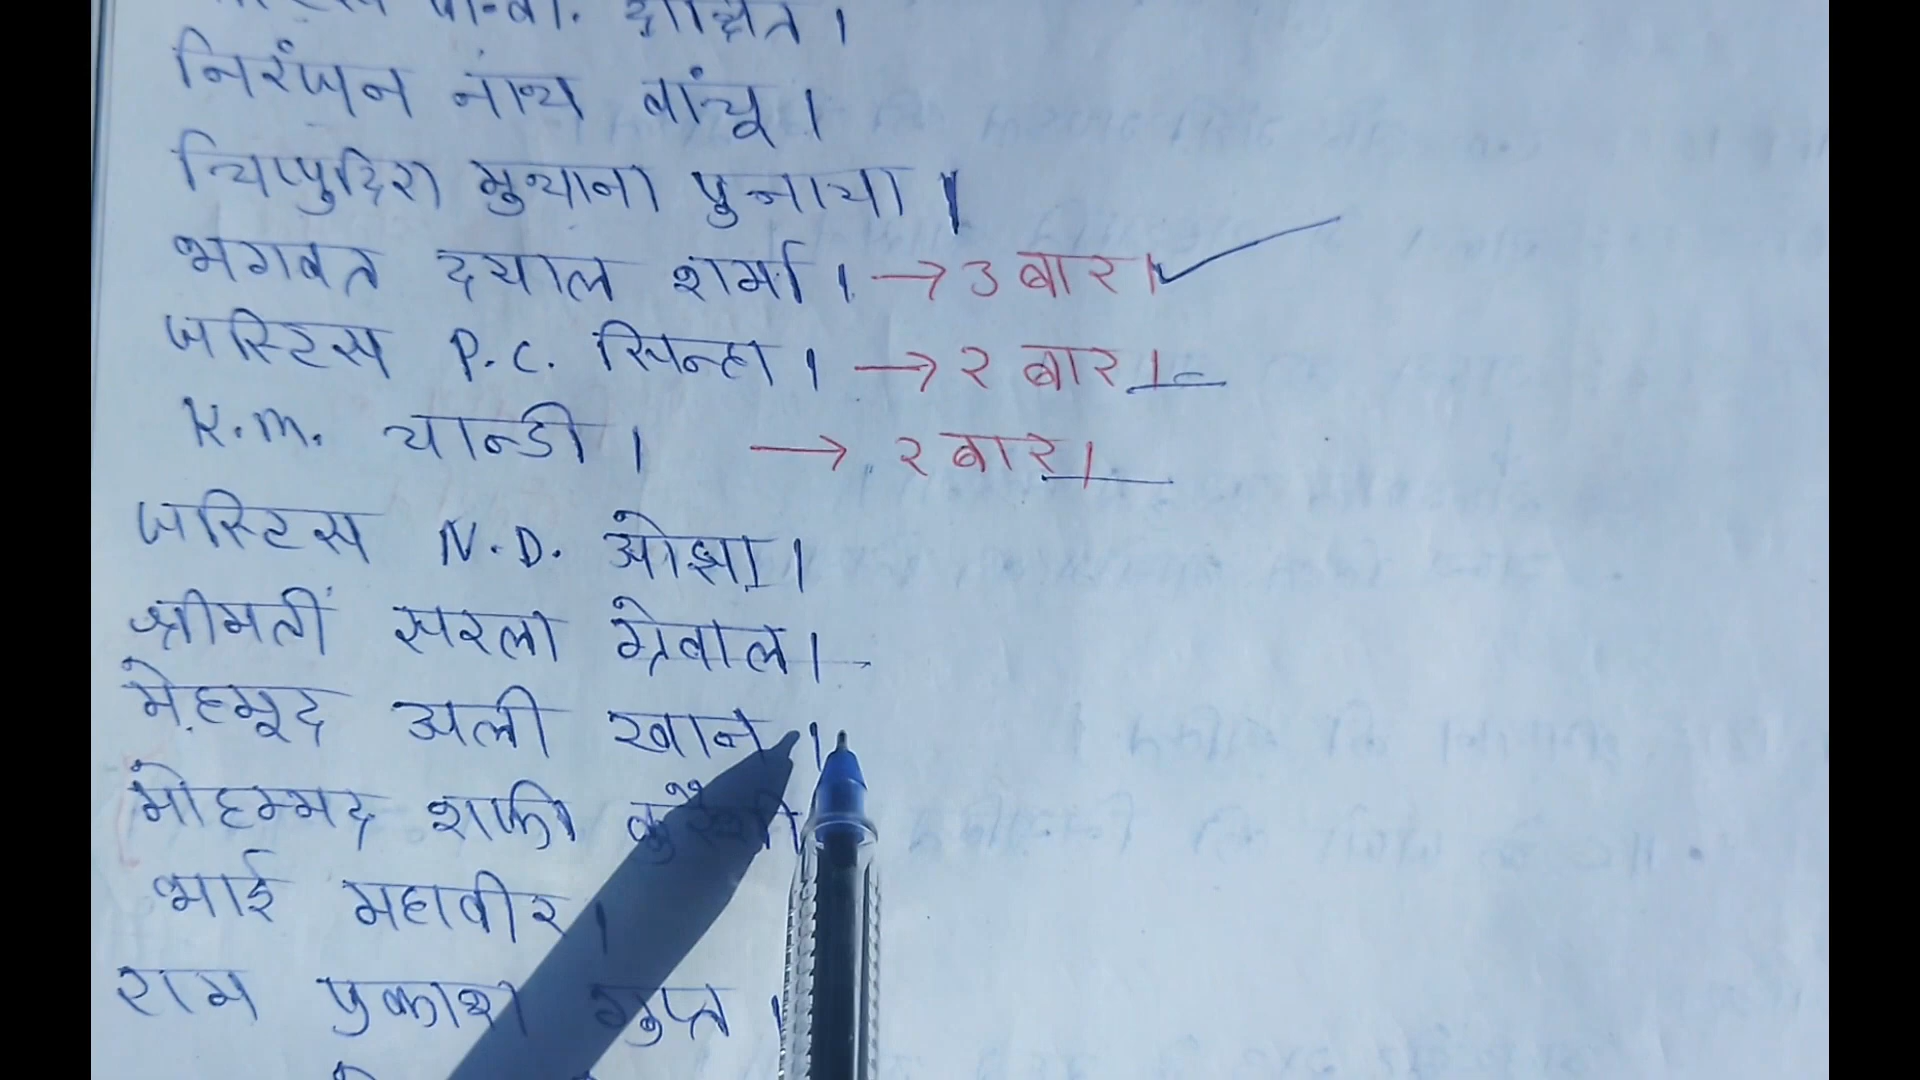 निरंजन नाथ वांचू।
चिप्पुदिरा मुथाना पुनाचा।
भगवत दयाल शर्मा। → 3 बार।
जस्टिस P.C. सिन्हा। → २ बार।
K.M. चान्डी। → २ बार।
जस्टिस N.D. ओझा।
श्रीमती सरला ग्रेवाल।
मेहमूद अली खान।
मोहम्मद शफी कुरैशी
भाई महावीर।
राम प्रकाश गुप्त।